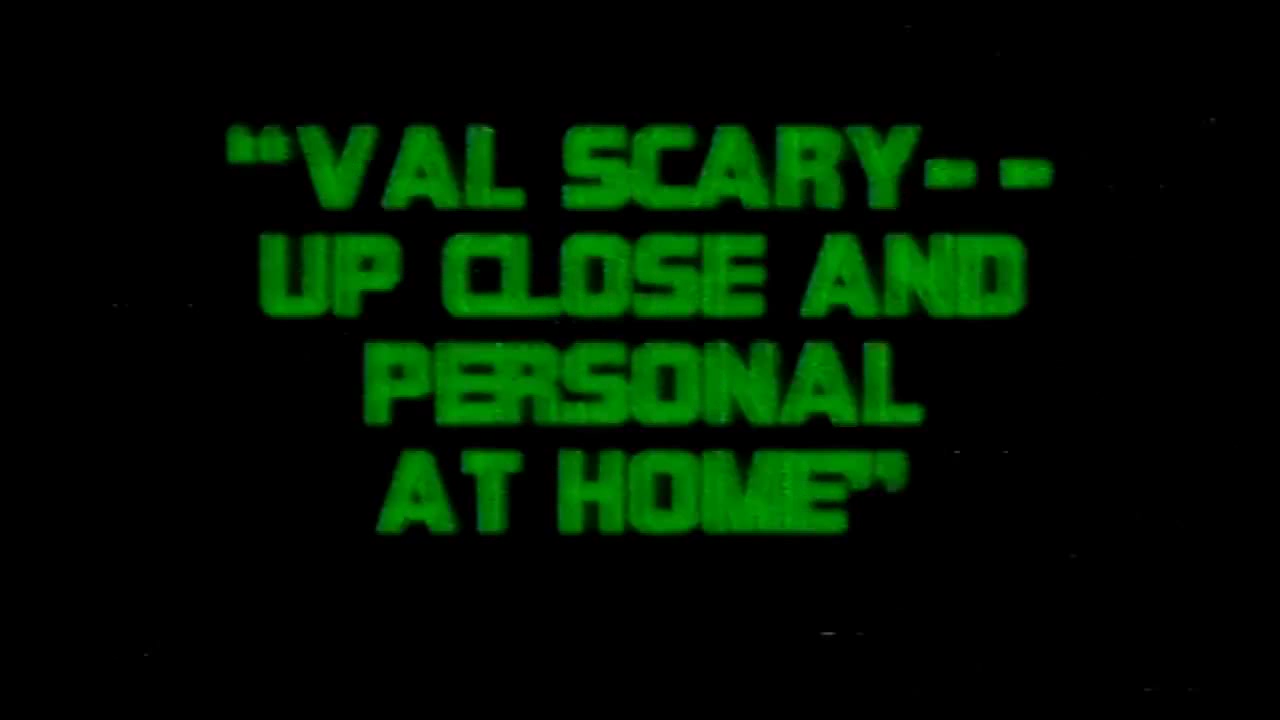 “VAL SCARY--
UP CLOSE AND
PERSONAL
AT HOME”